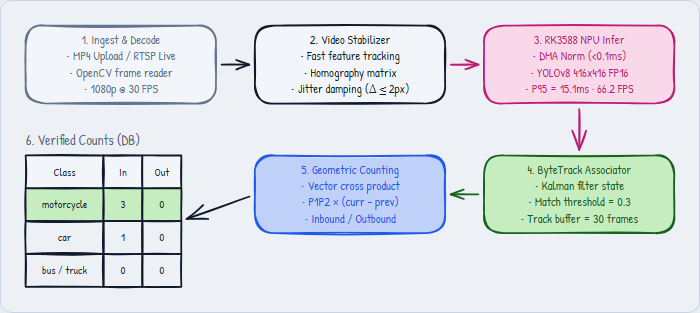 1. Ingest & Decode
- MP4 Upload / RTSP Live
- OpenCV frame reader
- 1080p @ 30 FPS
2. Video Stabilizer
- Fast feature tracking
- Homography matrix
- Jitter damping (Δ ≤ 2px)
3. RK3588 NPU Infer
- DMA Norm (<0.1ms)
- YOLOv8 416x416 FP16
- P95 = 15.1ms · 66.2 FPS
4. ByteTrack Associator
- Kalman filter state
- Match threshold = 0.3
- Track buffer = 30 frames
5. Geometric Counting
- Vector cross product
- P1P2 × (curr - prev)
- Inbound / Outbound
6. Verified Counts (DB)
Class In Out
motorcycle 3 0
car 1 0
bus / truck 0 0